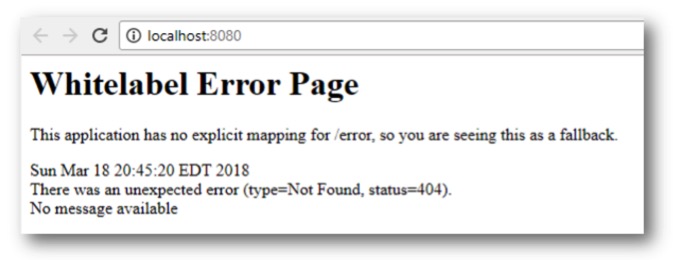 localhost:8080
Whitelabel Error Page
This application has no explicit mapping for /error, so you are seeing this as a fallback.
Sun Mar 18 20:45:20 EDT 2018
There was an unexpected error (type=Not Found, status=404).
No message available